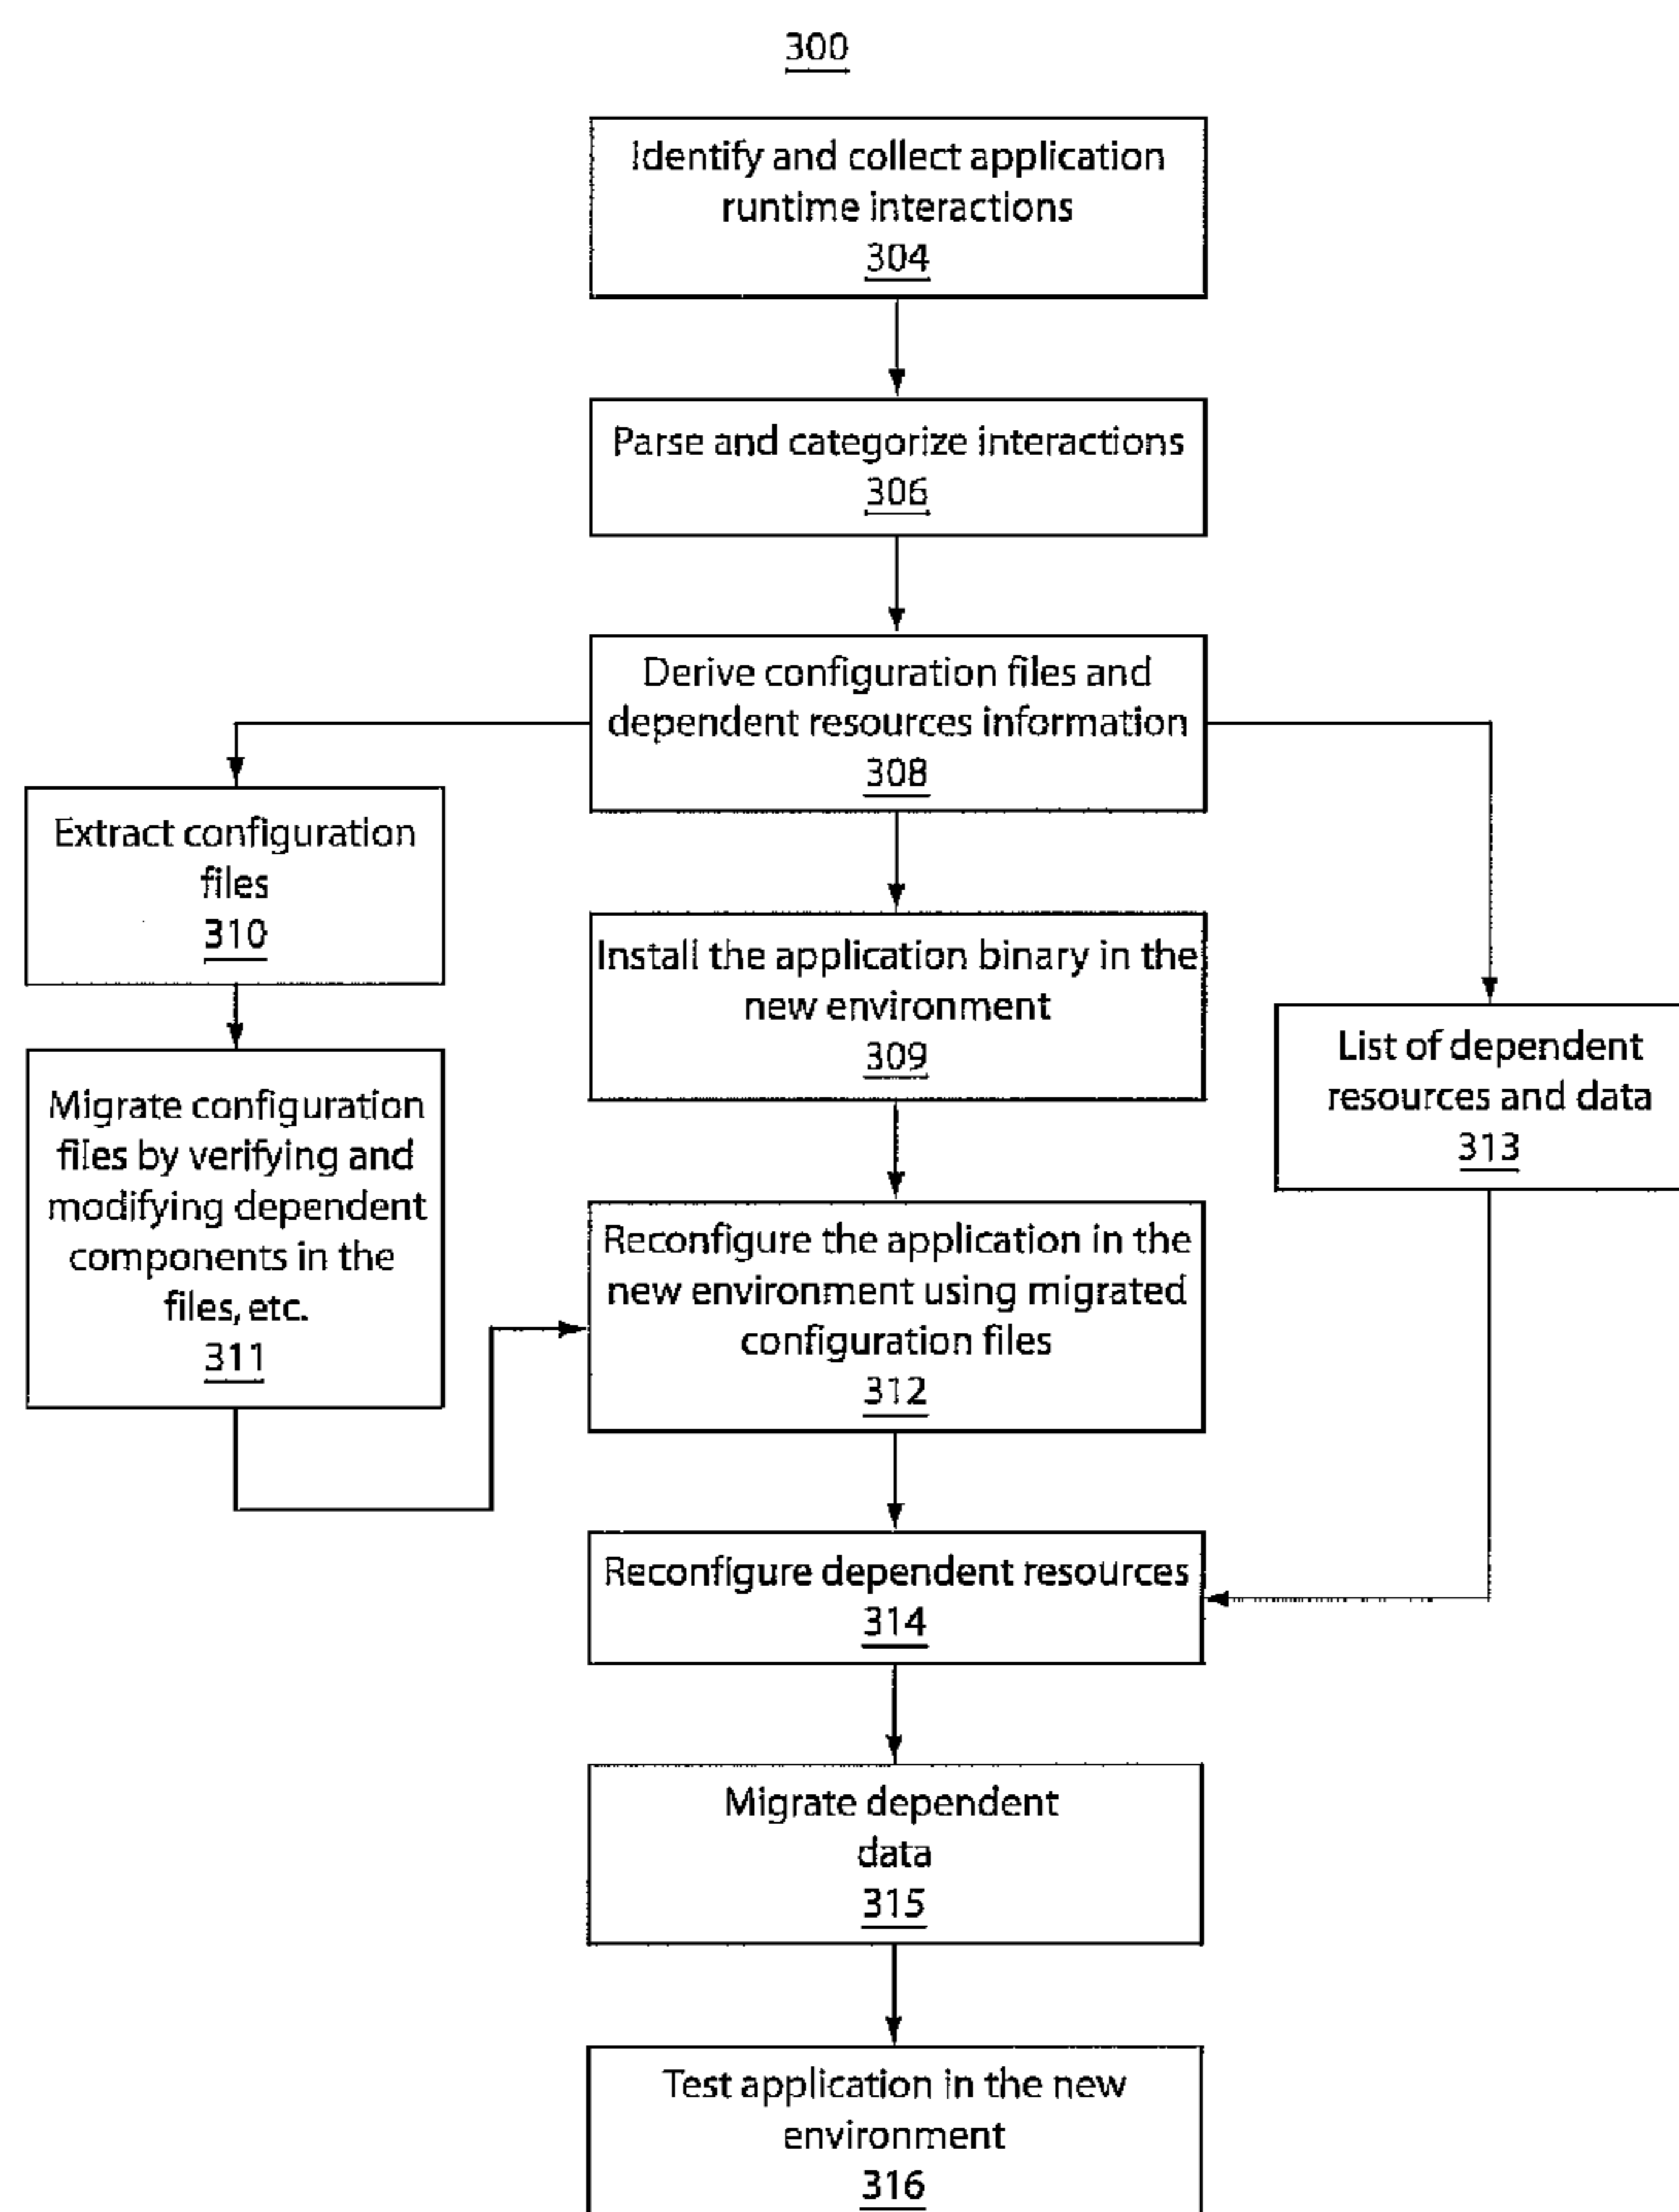 300
Identify and collect application
runtime interactions
304
Parse and categorize interactions
306
Derive configuration files and
dependent resources information
308
Extract configuration
files
310
Install the application binary in the
new environment
309
List of dependent
resources and data
313
Migrate configuration
files by verifying and
modifying dependent
components in the
files, etc.
311
Reconfigure the application in the
new environment using migrated
configuration files
312
Reconfigure dependent resources
314
Migrate dependent
data
315
Test application in the new
environment
316